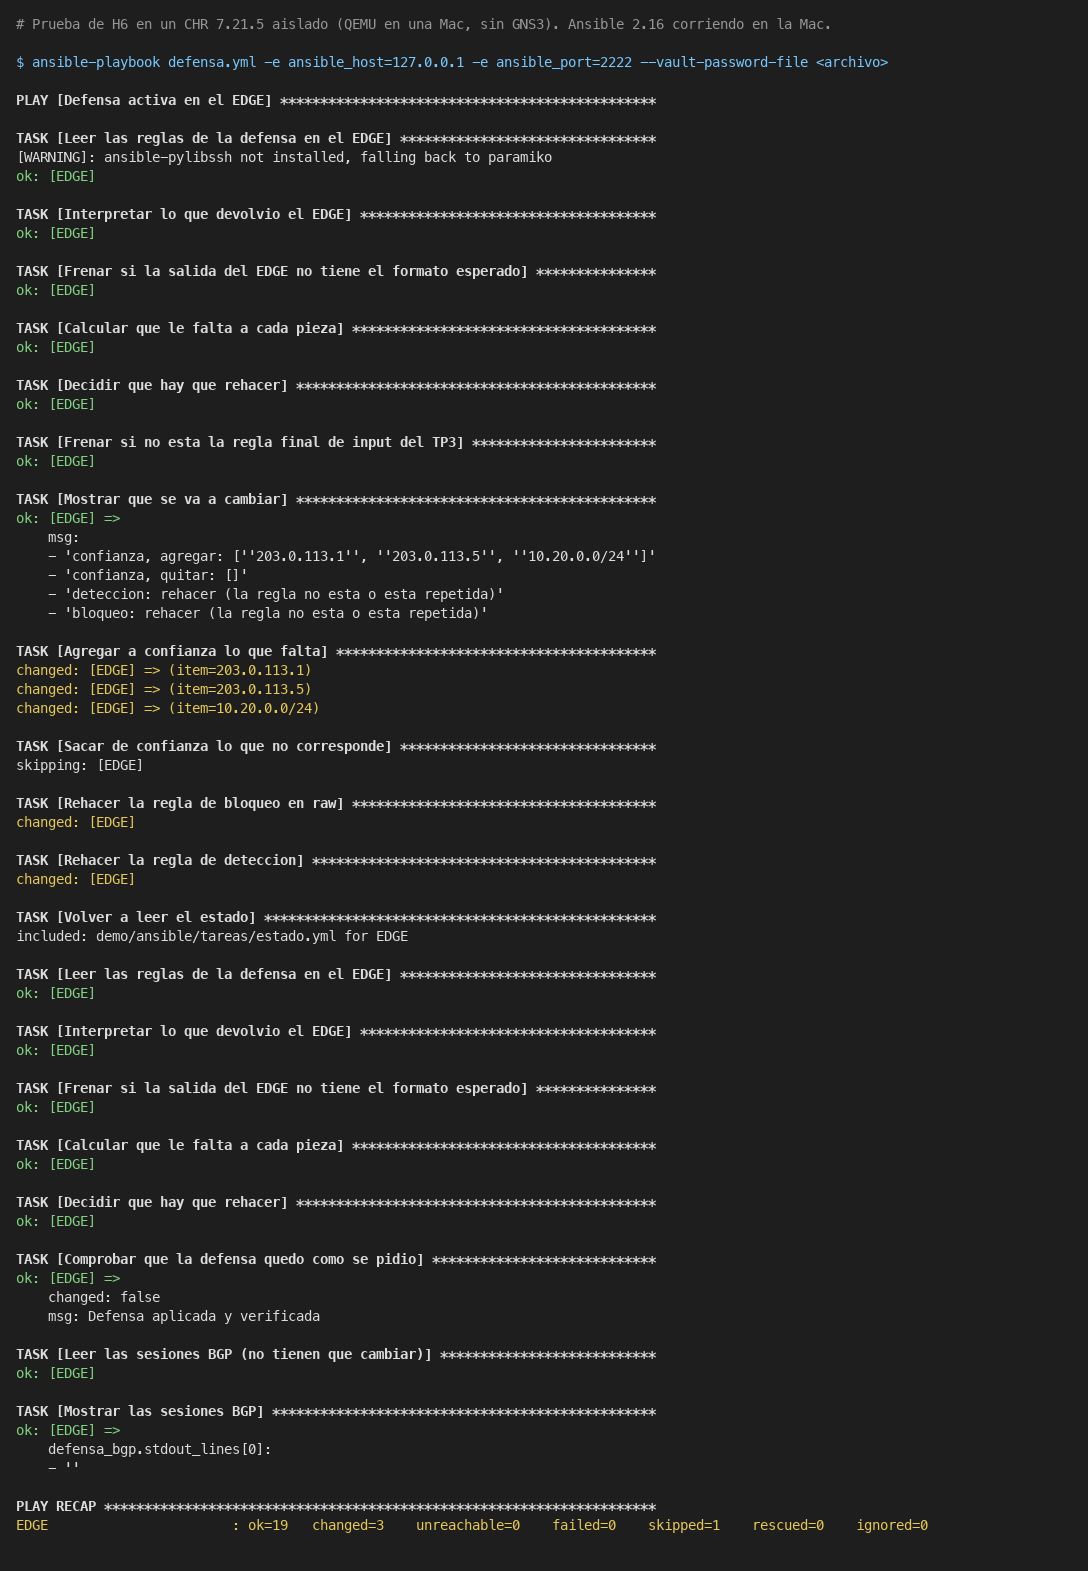 # Prueba de H6 en un CHR 7.21.5 aislado (QEMU en una Mac, sin GNS3). Ansible 2.16 corriendo en la Mac.
$ ansible-playbook defensa.yml -e ansible_host=127.0.0.1 -e ansible_port=2222 --vault-password-file <archivo>
PLAY [Defensa activa en el EDGE] ***********************************************
TASK [Leer las reglas de la defensa en el EDGE] ********************************
[WARNING]: ansible-pylibssh not installed, falling back to paramiko
ok: [EDGE]
TASK [Interpretar lo que devolvio el EDGE] *************************************
ok: [EDGE]
TASK [Frenar si la salida del EDGE no tiene el formato esperado] ***************
ok: [EDGE]
TASK [Calcular que le falta a cada pieza] **************************************
ok: [EDGE]
TASK [Decidir que hay que rehacer] *********************************************
ok: [EDGE]
TASK [Frenar si no esta la regla final de input del TP3] ***********************
ok: [EDGE]
TASK [Mostrar que se va a cambiar] *********************************************
ok: [EDGE] =>
    msg:
    - 'confianza, agregar: [''203.0.113.1'', ''203.0.113.5'', ''10.20.0.0/24'']'
    - 'confianza, quitar: []'
    - 'deteccion: rehacer (la regla no esta o esta repetida)'
    - 'bloqueo: rehacer (la regla no esta o esta repetida)'
TASK [Agregar a confianza lo que falta] ****************************************
changed: [EDGE] => (item=203.0.113.1)
changed: [EDGE] => (item=203.0.113.5)
changed: [EDGE] => (item=10.20.0.0/24)
TASK [Sacar de confianza lo que no corresponde] ********************************
skipping: [EDGE]
TASK [Rehacer la regla de bloqueo en raw] **************************************
changed: [EDGE]
TASK [Rehacer la regla de deteccion] *******************************************
changed: [EDGE]
TASK [Volver a leer el estado] *************************************************
included: demo/ansible/tareas/estado.yml for EDGE
TASK [Leer las reglas de la defensa en el EDGE] ********************************
ok: [EDGE]
TASK [Interpretar lo que devolvio el EDGE] *************************************
ok: [EDGE]
TASK [Frenar si la salida del EDGE no tiene el formato esperado] ***************
ok: [EDGE]
TASK [Calcular que le falta a cada pieza] **************************************
ok: [EDGE]
TASK [Decidir que hay que rehacer] *********************************************
ok: [EDGE]
TASK [Comprobar que la defensa quedo como se pidio] ****************************
ok: [EDGE] =>
    changed: false
    msg: Defensa aplicada y verificada
TASK [Leer las sesiones BGP (no tienen que cambiar)] ***************************
ok: [EDGE]
TASK [Mostrar las sesiones BGP] ************************************************
ok: [EDGE] =>
    defensa_bgp.stdout_lines[0]:
    - ''
PLAY RECAP *********************************************************************
EDGE                       : ok=19   changed=3    unreachable=0    failed=0    skipped=1    rescued=0    ignored=0